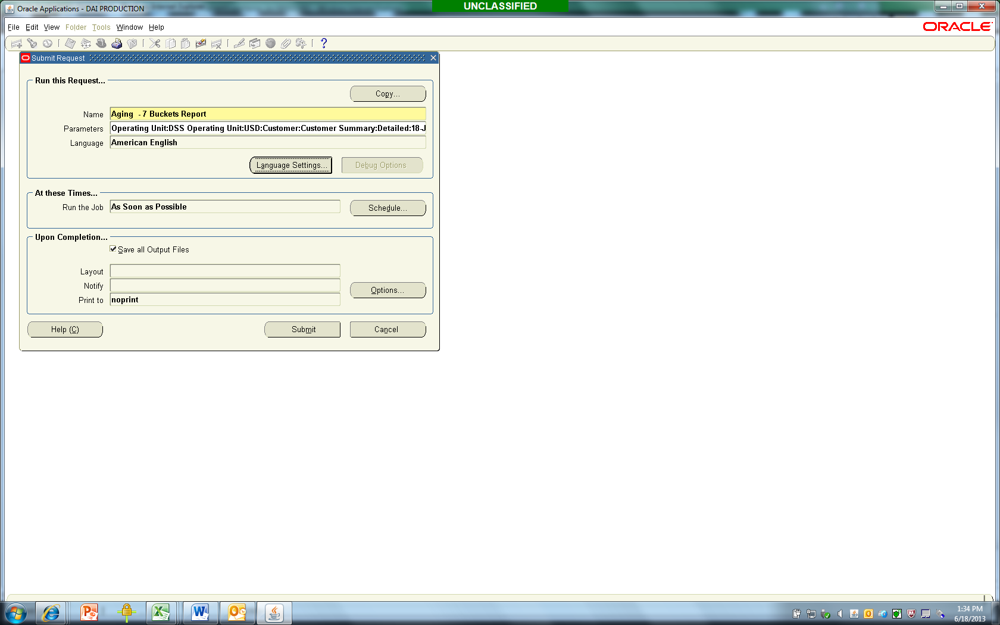 UNCLASSIFIED
Oracle Applications - DAI PRODUCTION
File Edit View Folder Tools Window Help
ORACLE
Submit Request
Run this Request...
Copy...
Name Aging - 7 Buckets Report
Parameters Operating Unit:DSS Operating Unit:USD:Customer:Customer Summary:Detailed:18-J
Language American English
Language Settings... Debug Options
At these Times...
Run the Job As Soon as Possible Schedule...
Upon Completion...
Save all Output Files
Layout
Notify
Options...
Print to noprint
Help (C) Submit Cancel
1:34 PM
6/18/2013